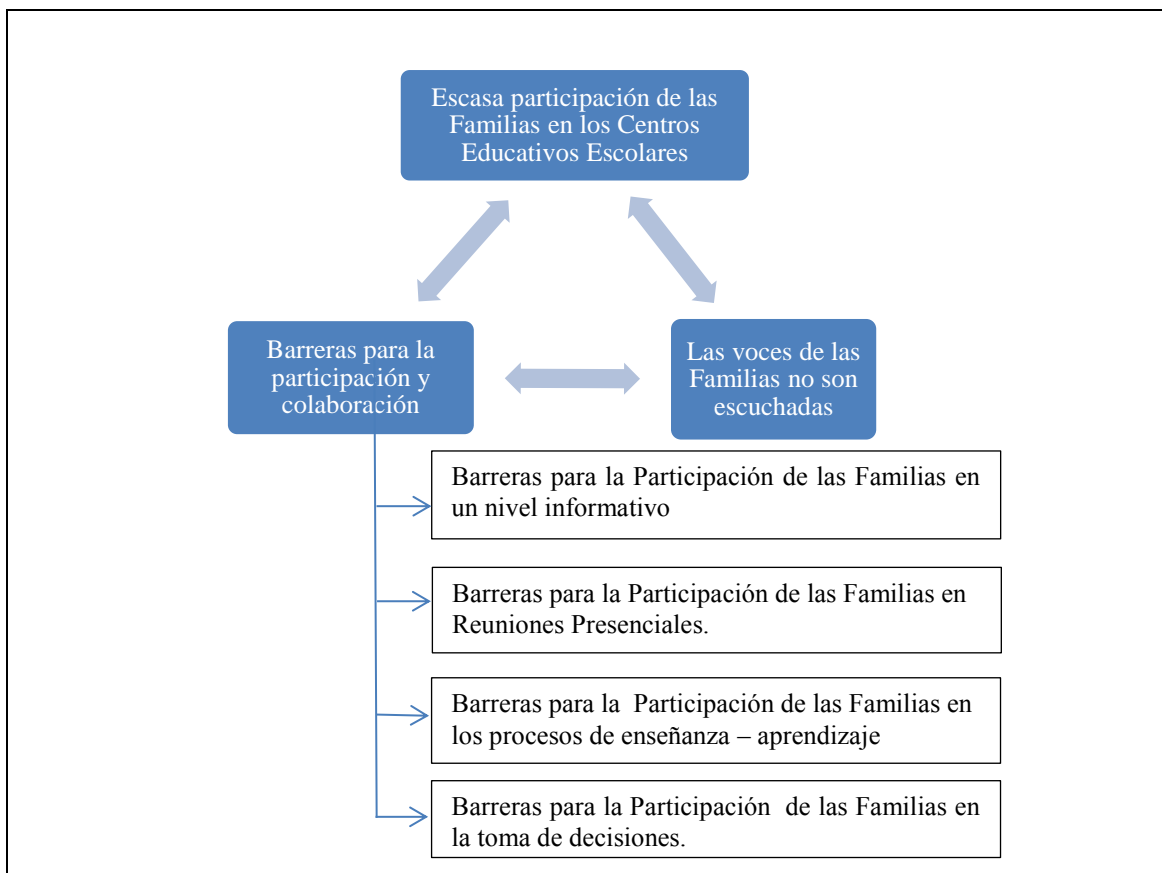 Escasa participación de las
Familias en los Centros
Educativos Escolares
Barreras para la
participación y
colaboración
Las voces de las
Familias no son
escuchadas
Barreras para la Participación de las Familias en
un nivel informativo
Barreras para la Participación de las Familias en
Reuniones Presenciales.
Barreras para la Participación de las Familias en
los procesos de enseñanza – aprendizaje
Barreras para la Participación de las Familias en
la toma de decisiones.